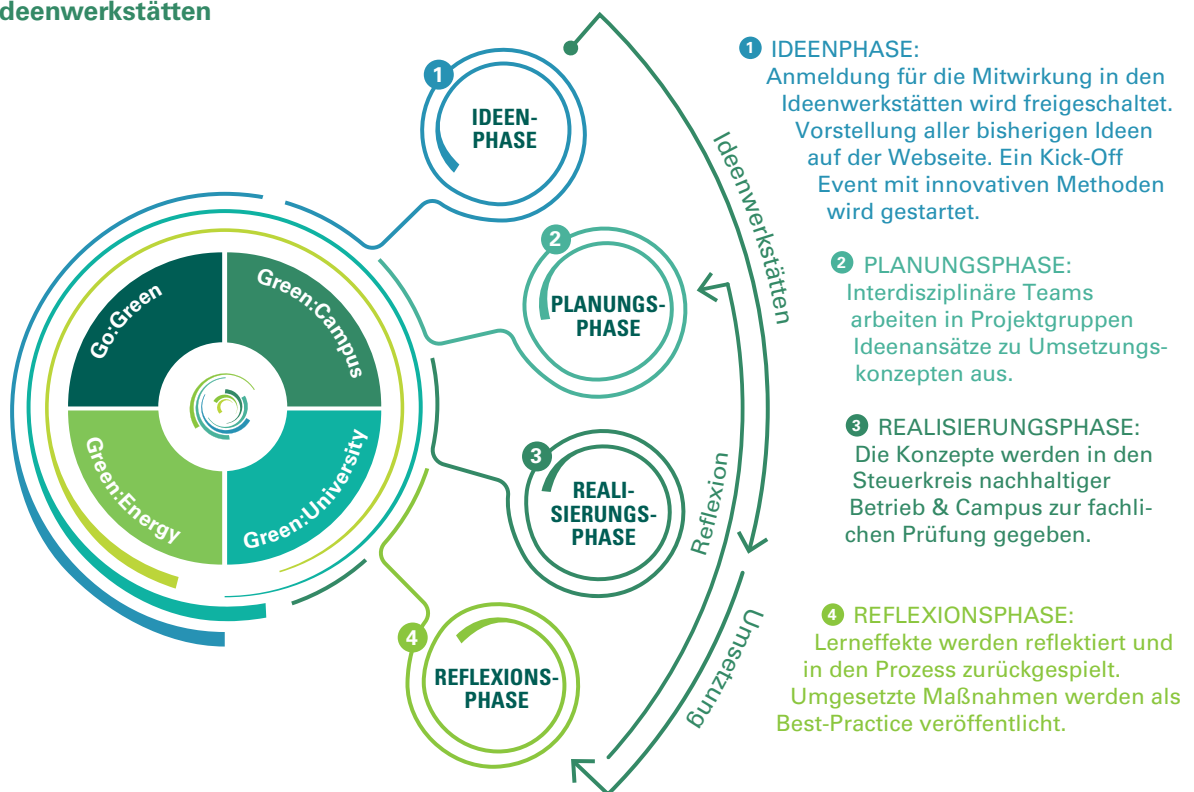 deenwerkstätten
1
IDEEN-
PHASE
2
PLANUNGS-
PHASE
3
REALI-
SIERUNGS-
PHASE
4
REFLEXIONS-
PHASE
Go:Green
Green:Campus
Green:Energy
Green:University
Ideenwerkstätten
Reflexion
Umsetzung
1 IDEENPHASE:
Anmeldung für die Mitwirkung in den
Ideenwerkstätten wird freigeschaltet.
Vorstellung aller bisherigen Ideen
auf der Webseite. Ein Kick-Off
Event mit innovativen Methoden
wird gestartet.
2 PLANUNGSPHASE:
Interdisziplinäre Teams
arbeiten in Projektgruppen
Ideenansätze zu Umsetzungs-
konzepten aus.
3 REALISIERUNGSPHASE:
Die Konzepte werden in den
Steuerkreis nachhaltiger
Betrieb & Campus zur fachli-
chen Prüfung gegeben.
4 REFLEXIONSPHASE:
Lerneffekte werden reflektiert und
in den Prozess zurückgespielt.
Umgesetzte Maßnahmen werden als
Best-Practice veröffentlicht.